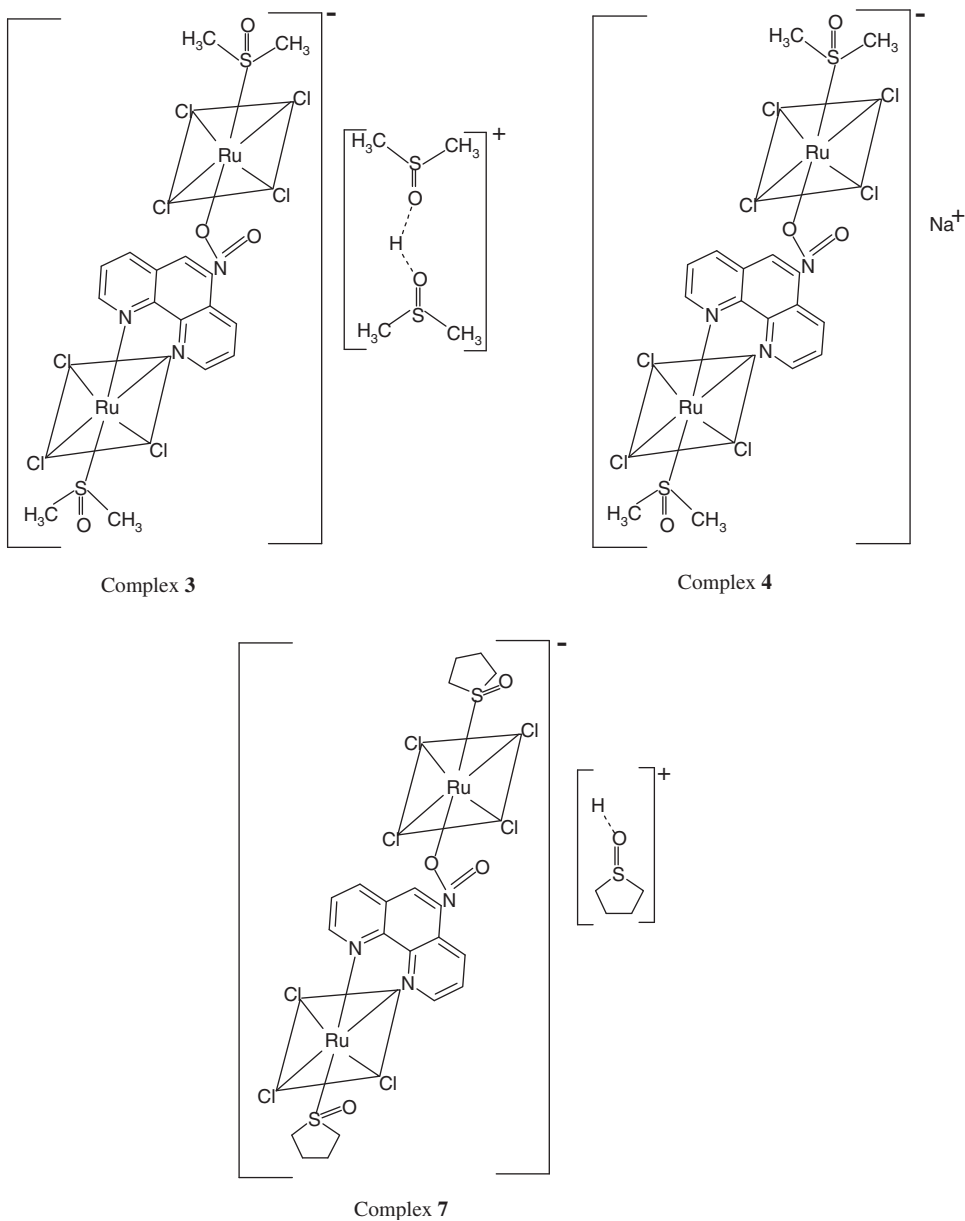 -
O
H₃C CH₃
S
Cl Cl
Ru
Cl Cl
O O
N
N
N
Cl
Ru
Cl Cl
S
H₃C O CH₃
+
H₃C CH₃
S
O
H
O
S
H₃C CH₃
Complex 3
-
O
H₃C CH₃
S
Cl Cl
Ru
Cl Cl
O O
N
N
N
Cl
Ru
Cl Cl
S
H₃C O CH₃
Na+
Complex 4
-
S O
Cl Cl
Ru
Cl Cl
O O
N
N
N
Cl
Ru
Cl Cl
S O
+
H
O
S
Complex 7